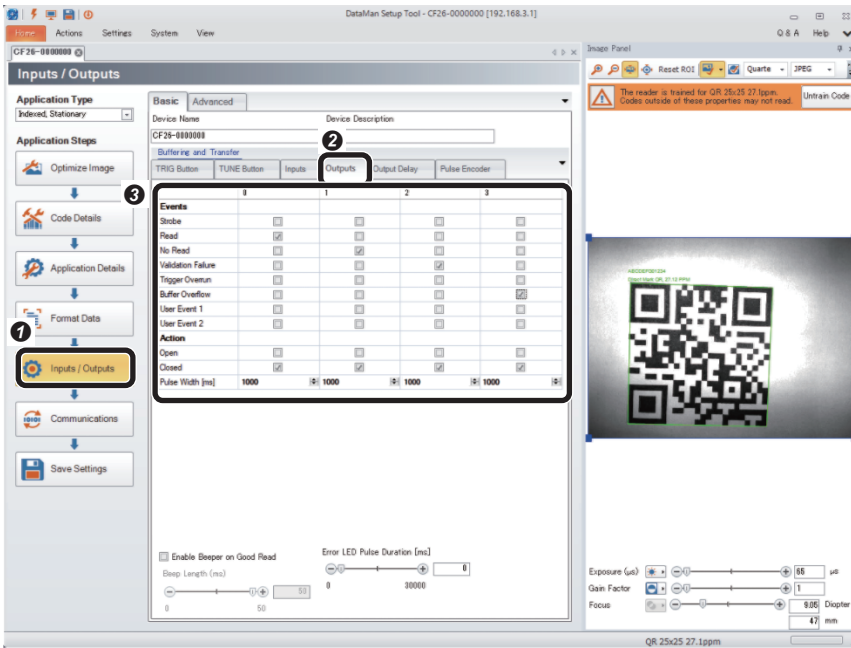 DataMan Setup Tool - CF26-0000000 [192.168.3.1]
Home Actions Settings System View Q & A Help
CF26-0000000
Inputs / Outputs
Application Type
Indexed, Stationary
Application Steps
Optimize Image
Code Details
Application Details
Format Data
1
Inputs / Outputs
Communications
Save Settings
Basic Advanced
Device Name Device Description
CF26-0000000
2
Buffering and Transfer
TRIG Button TUNE Button Inputs Outputs Output Delay Pulse Encoder
3
0 1 2 3
Events
Strobe
Read
No Read
Validation Failure
Trigger Overrun
Buffer Overflow
User Event 1
User Event 2
Action
Open
Closed
Pulse Width [ms] 1000 1000 1000 1000
Enable Beeper on Good Read
Beep Length (ms)
50
0 50
Error LED Pulse Duration [ms]
0
0 30000
Image Panel
Reset ROI Quarte JPEG
The reader is trained for QR 25x25 27.1ppm.
Codes outside of these properties may not read.
Untrain Code
Exposure (μs) 65 μs
Gain Factor 1
Focus 9.05 Diopter
47 mm
QR 25x25 27.1ppm